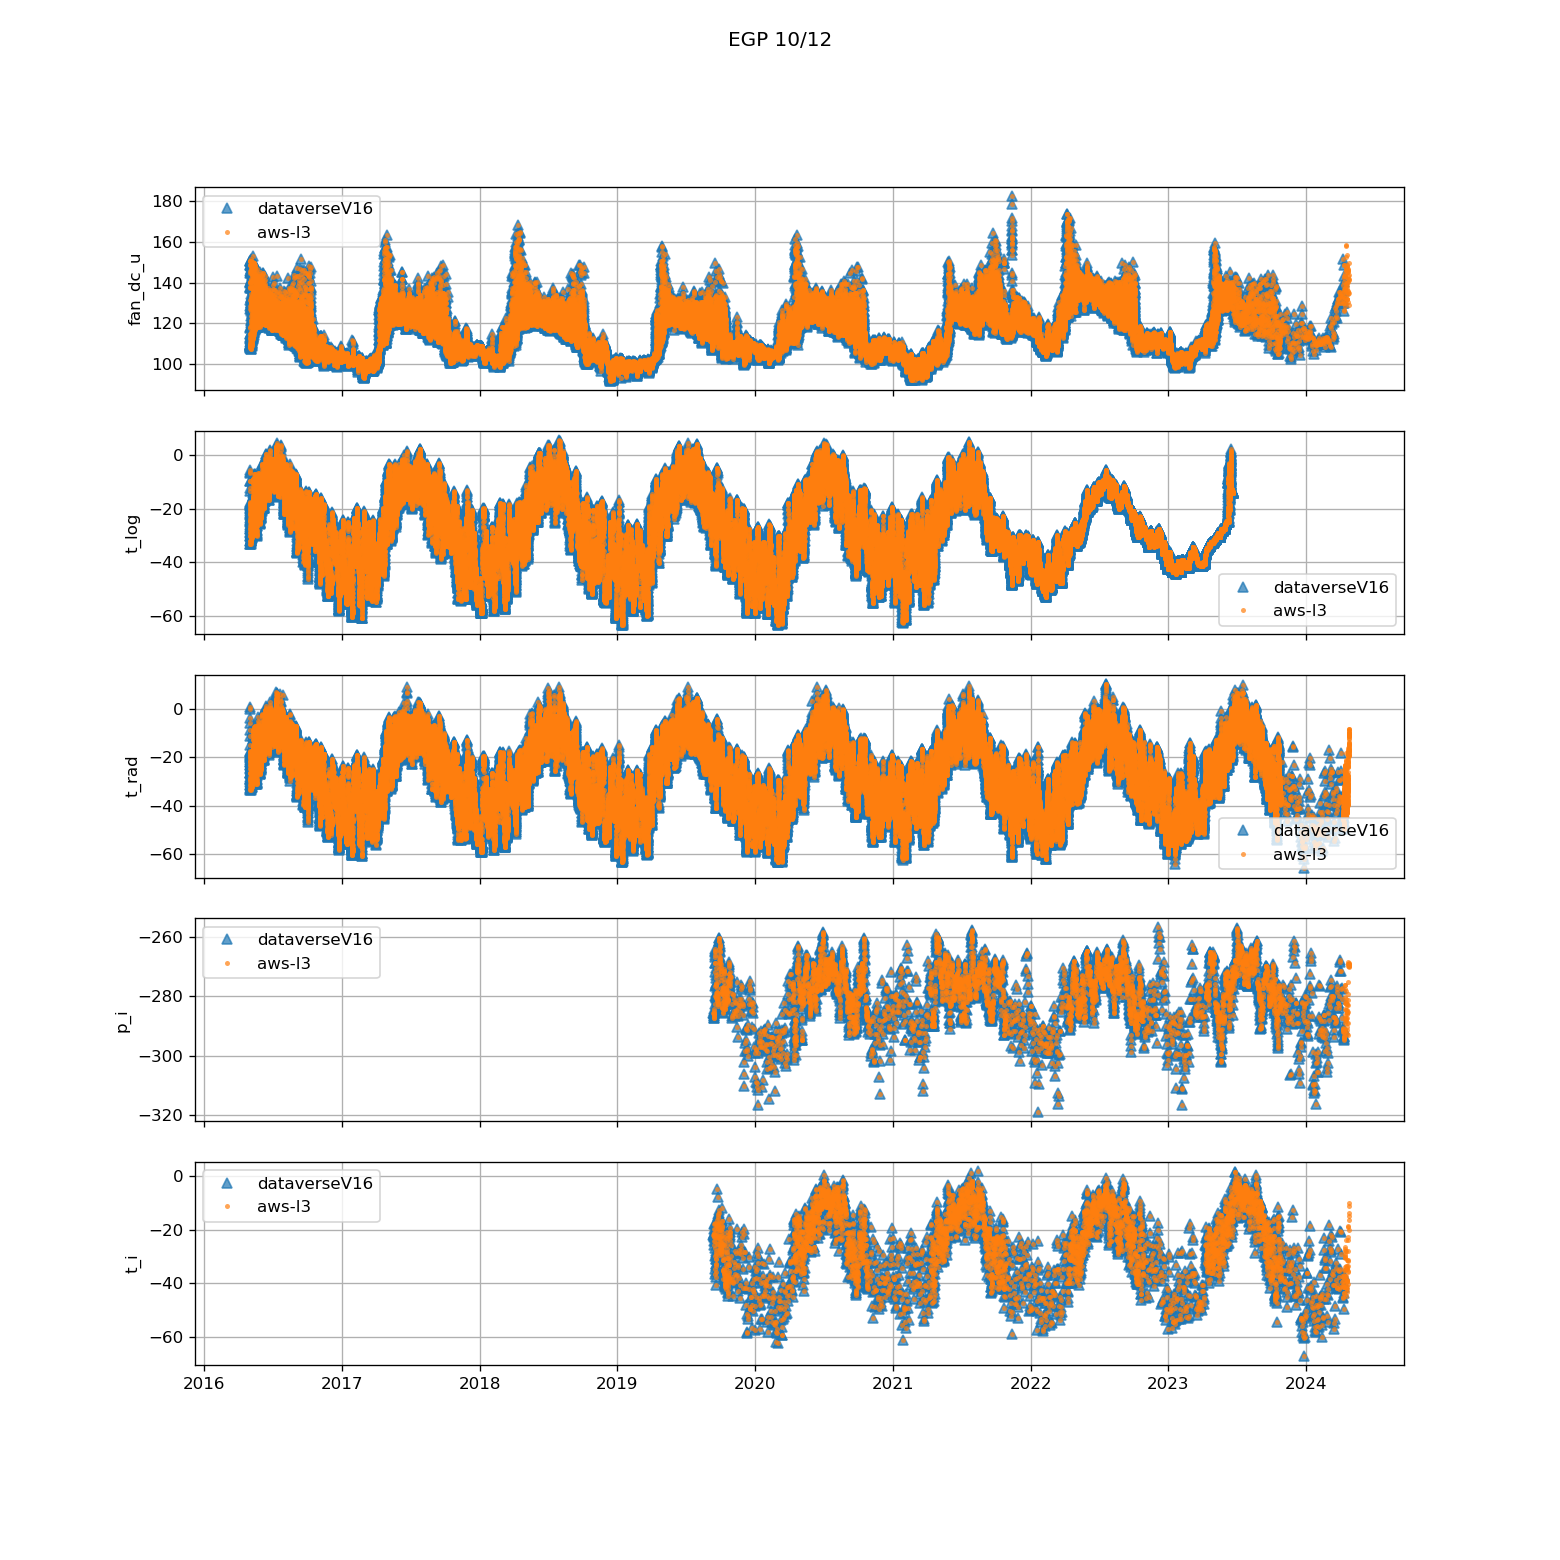 EGP 10/12
fan_dc_u
180
160
140
120
100
dataverseV16
aws-l3
t_log
0
−20
−40
−60
dataverseV16
aws-l3
t_rad
0
−20
−40
−60
dataverseV16
aws-l3
p_i
−260
−280
−300
−320
dataverseV16
aws-l3
t_i
0
−20
−40
−60
dataverseV16
aws-l3
2016 2017 2018 2019 2020 2021 2022 2023 2024